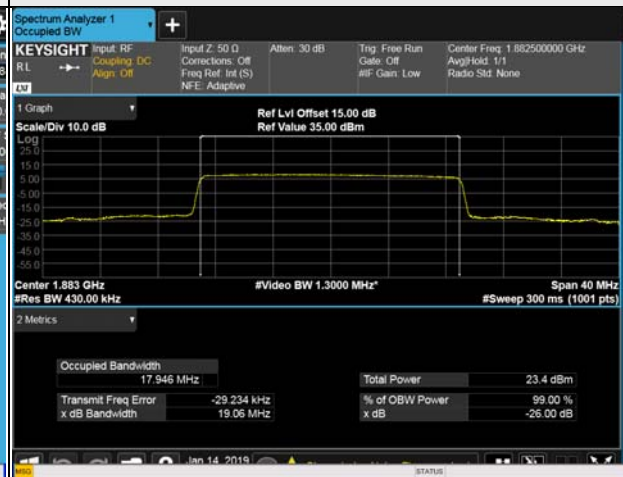 Spectrum Analyzer 1
Occupied BW
+
KEYSIGHT Input: RF Input Z: 50 Ω Atten: 30 dB Trig: Free Run Center Freq: 1.882500000 GHz
RL Coupling: DC Corrections: Off Gate: Off Avg|Hold: 1/1
Align: Off Freq Ref: Int (S) #IF Gain: Low Radio Std: None
NFE: Adaptive
LXI
1 Graph
Ref Lvl Offset 15.00 dB
Scale/Div 10.0 dB Ref Value 35.00 dBm
Log
25.0
15.0
5.00
-5.00
-15.0
-25.0
-35.0
-45.0
-55.0
Center 1.883 GHz #Video BW 1.3000 MHz* Span 40 MHz
#Res BW 430.00 kHz #Sweep 300 ms (1001 pts)
2 Metrics
Occupied Bandwidth
17.946 MHz Total Power 23.4 dBm
Transmit Freq Error -29.234 kHz % of OBW Power 99.00 %
x dB Bandwidth 19.06 MHz x dB -26.00 dB
Jan 14, 2019
MSG STATUS